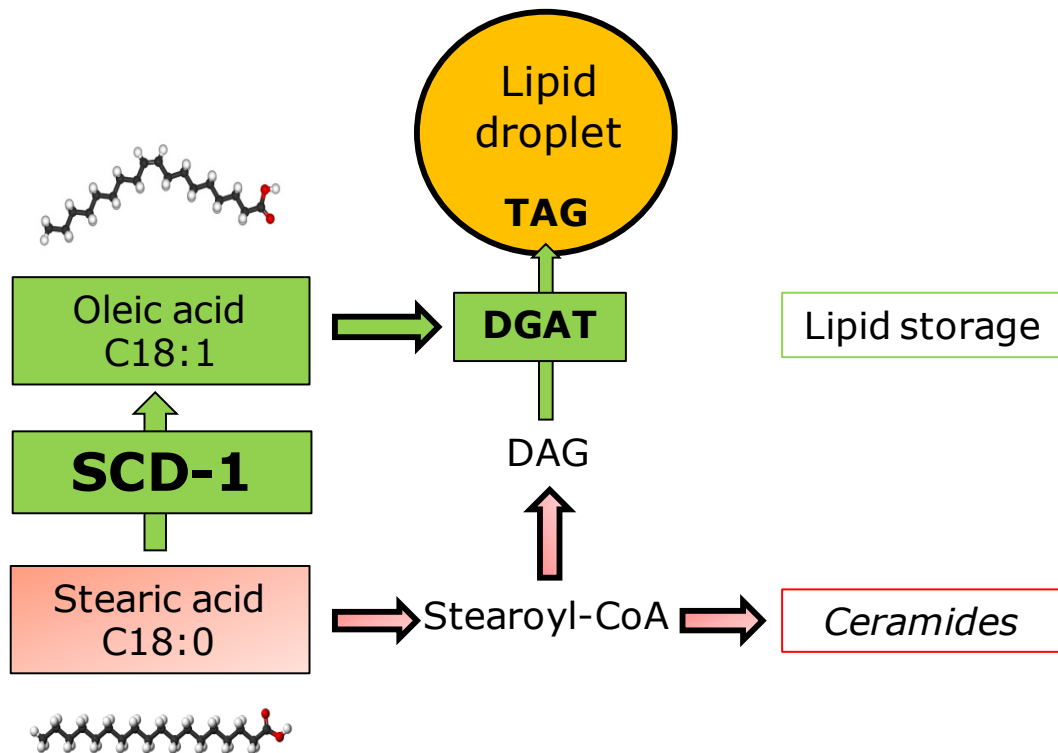 Lipid
droplet
TAG
Oleic acid
C18:1
DGAT
Lipid storage
SCD-1
DAG
Stearic acid
C18:0
Stearoyl-CoA
Ceramides